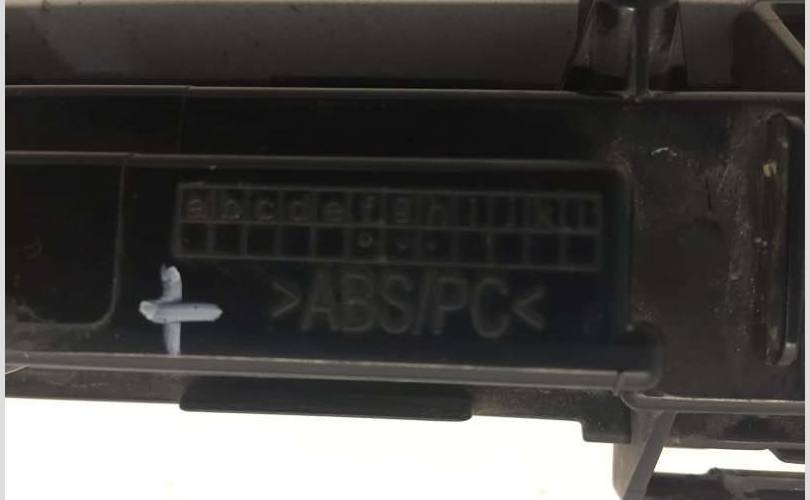 a b c d e f g h i j k l
>ABS/PC<